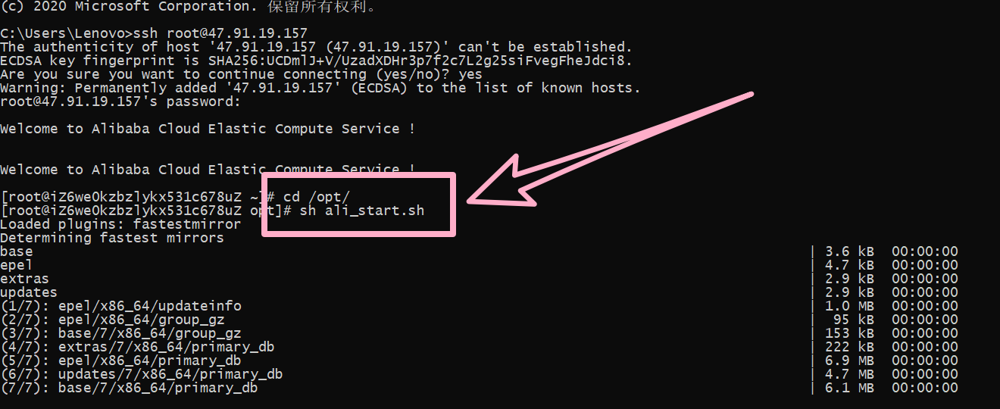 (c) 2020 Microsoft Corporation. 保留所有权利。
C:\Users\Lenovo>ssh root@47.91.19.157
The authenticity of host '47.91.19.157 (47.91.19.157)' can't be established.
ECDSA key fingerprint is SHA256:UCDmlJ+V/UzadXDHr3p7f2c7L2g25siFvegFheJdci8.
Are you sure you want to continue connecting (yes/no)? yes
Warning: Permanently added '47.91.19.157' (ECDSA) to the list of known hosts.
root@47.91.19.157's password:
Welcome to Alibaba Cloud Elastic Compute Service !
Welcome to Alibaba Cloud Elastic Compute Service !
[root@iZ6we0kzbzlykx531c678uZ ~]# cd /opt/
[root@iZ6we0kzbzlykx531c678uZ opt]# sh ali_start.sh
Loaded plugins: fastestmirror
Determining fastest mirrors
base | 3.6 kB 00:00:00
epel | 4.7 kB 00:00:00
extras | 2.9 kB 00:00:00
updates | 2.9 kB 00:00:00
(1/7): epel/x86_64/updateinfo | 1.0 MB 00:00:00
(2/7): epel/x86_64/group_gz | 95 kB 00:00:00
(3/7): base/7/x86_64/group_gz | 153 kB 00:00:00
(4/7): extras/7/x86_64/primary_db | 222 kB 00:00:00
(5/7): epel/x86_64/primary_db | 6.9 MB 00:00:00
(6/7): updates/7/x86_64/primary_db | 4.7 MB 00:00:00
(7/7): base/7/x86_64/primary_db | 6.1 MB 00:00:00